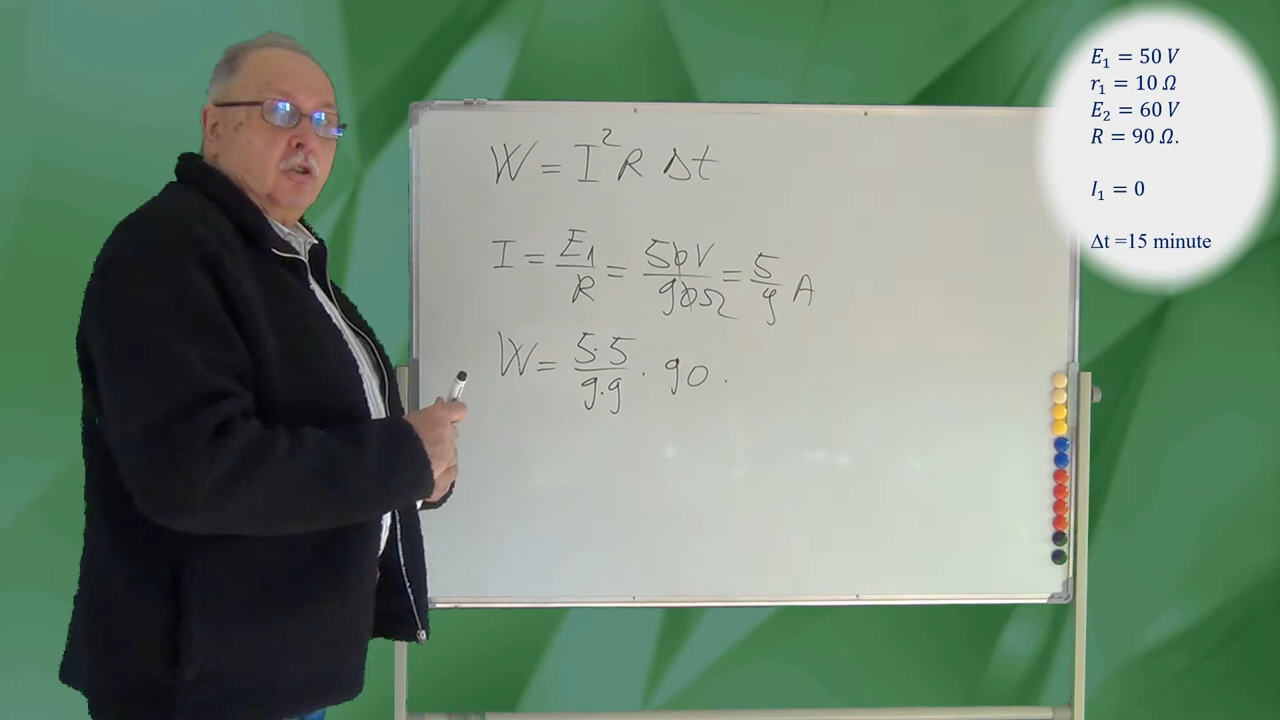 W = I² R Δt
I = E₁/R = 50V/90Ω = 5/9 A
W = 5·5/9·9 · 90 ·
E₁ = 50 V
r₁ = 10 Ω
E₂ = 60 V
R = 90 Ω.
I₁ = 0
Δt =15 minute